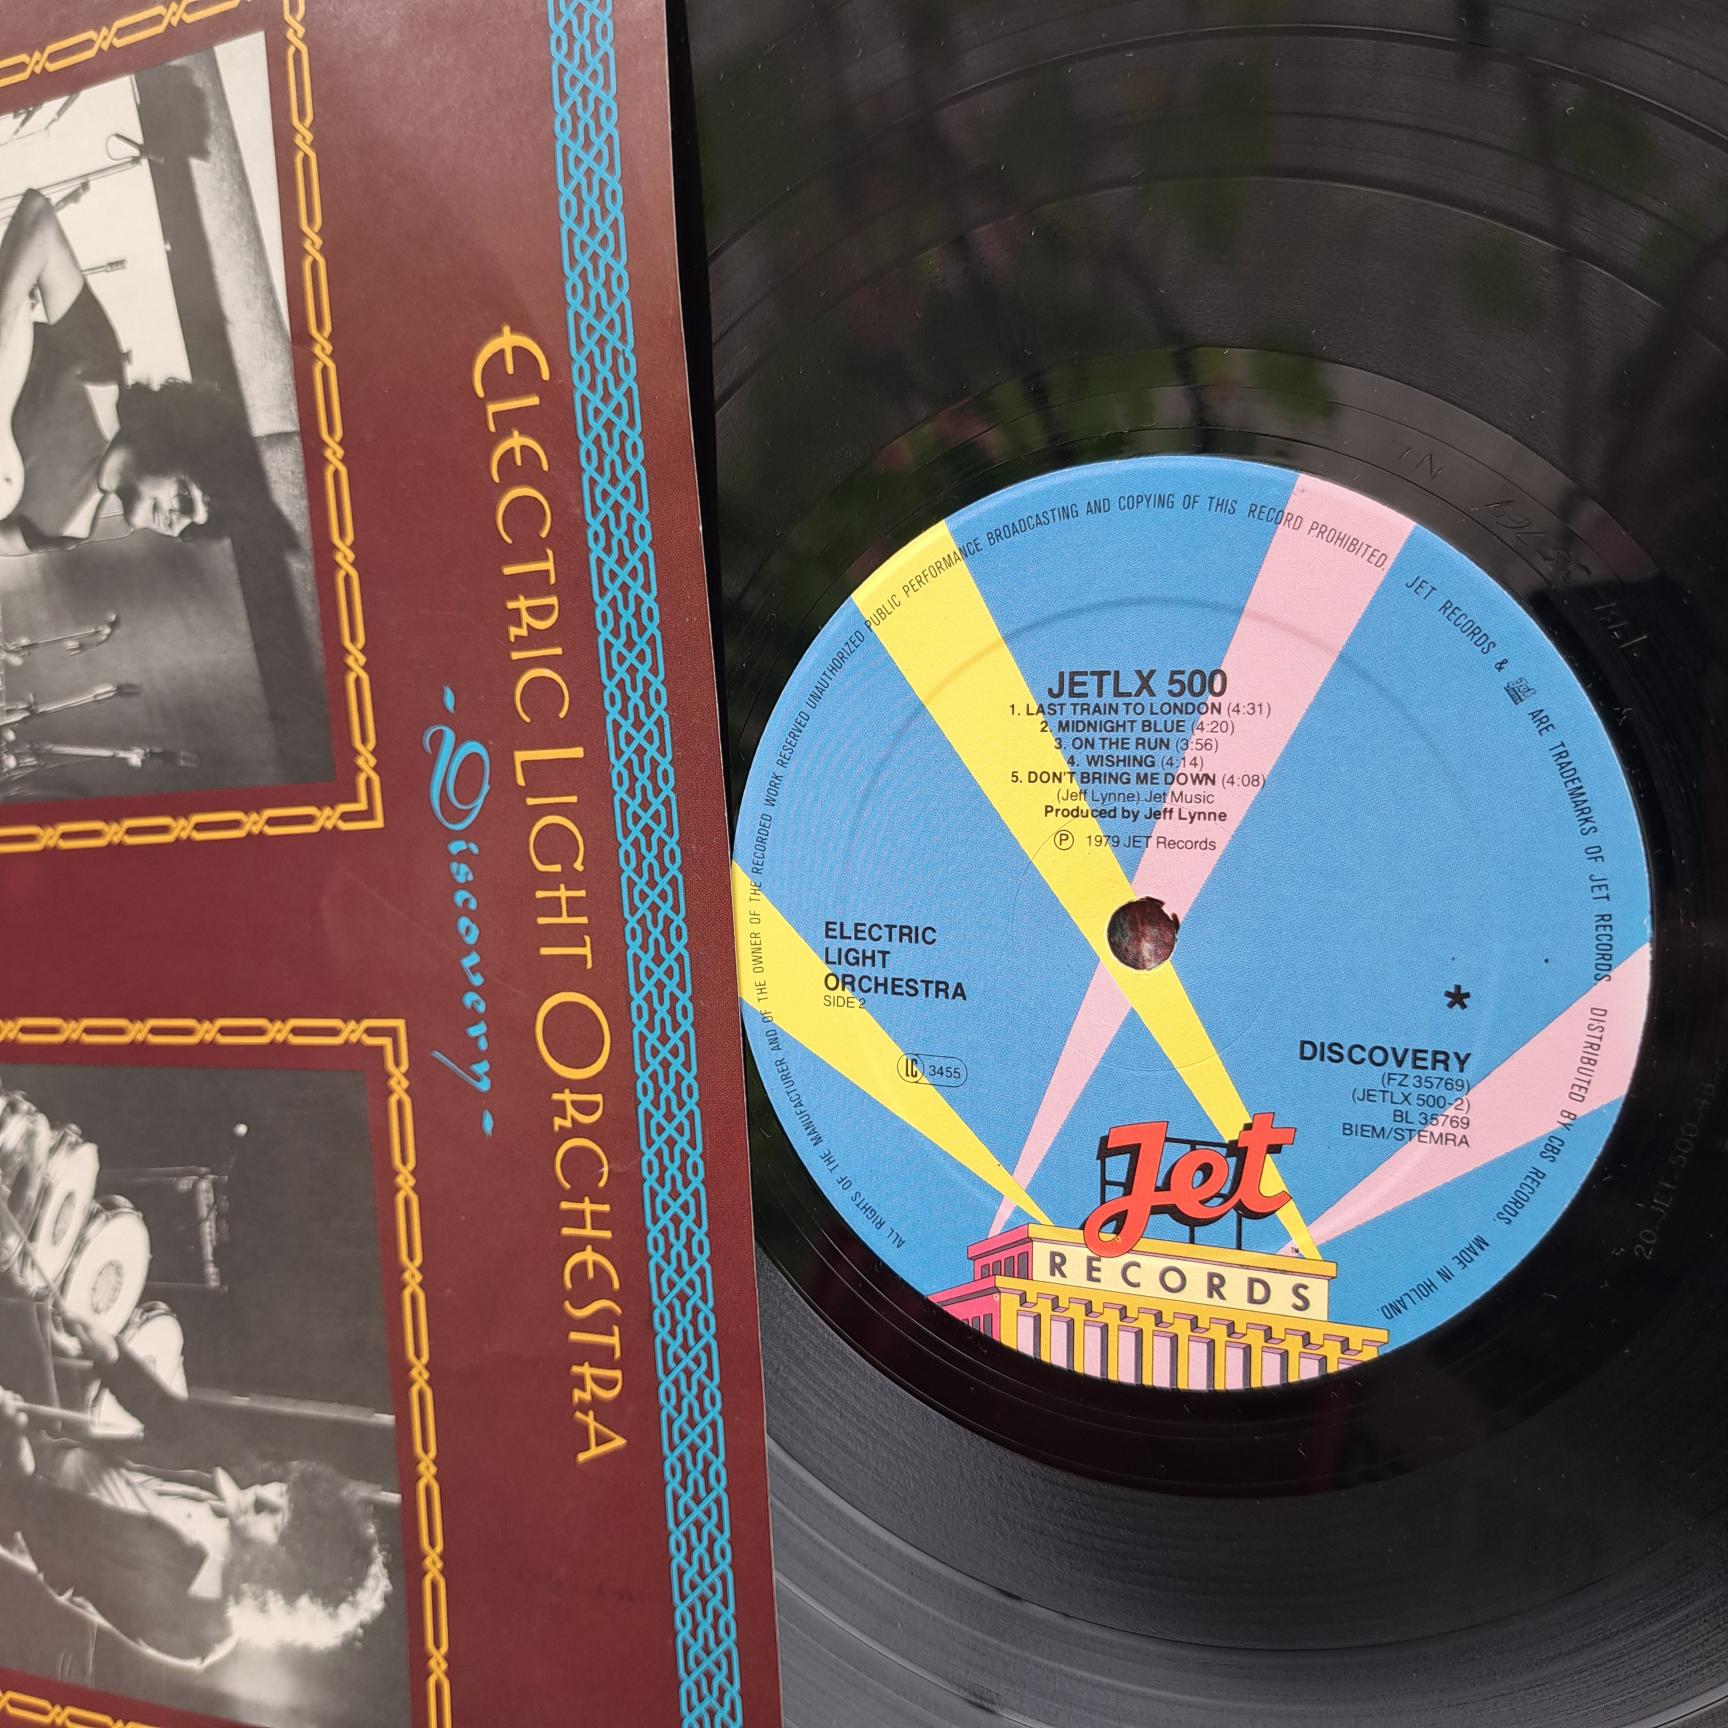 ELECTRIC LIGHT ORCHESTRA
- Discovery -
UNAUTHORIZED PUBLIC PERFORMANCE BROADCASTING AND COPYING OF THIS RECORD PROHIBITED.
JET RECORDS & Jet ARE TRADEMARKS OF JET RECORDS DISTRIBUTED BY CBS RECORDS. MADE IN HOLLAND.
ALL RIGHTS OF THE MANUFACTURER AND OF THE OWNER OF THE RECORDED WORK RESERVED
JETLX 500
1. LAST TRAIN TO LONDON (4:31)
2. MIDNIGHT BLUE (4:20)
3. ON THE RUN (3:56)
4. WISHING (4:14)
5. DON'T BRING ME DOWN (4:08)
(Jeff Lynne) Jet Music
Produced by Jeff Lynne
Ⓟ 1979 JET Records
ELECTRIC
LIGHT
ORCHESTRA
SIDE 2
LC 3455
*
DISCOVERY
(FZ 35769)
(JETLX 500-2)
BL 35769
BIEM/STEMRA
Jet
RECORDS
TM